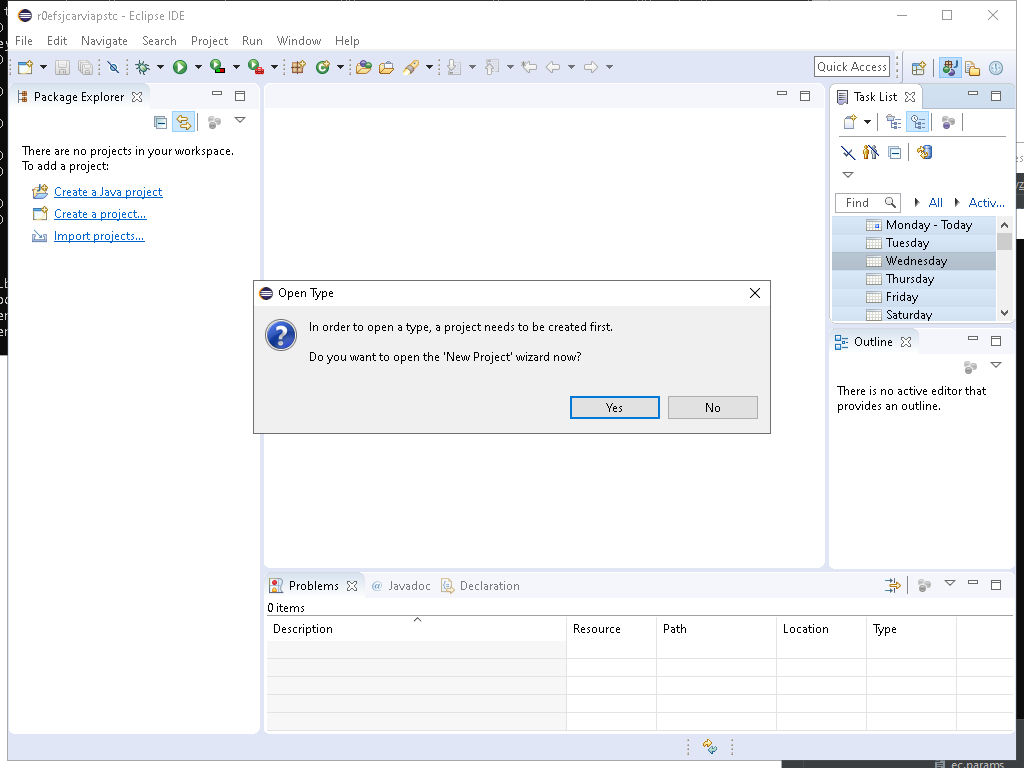 r0efsjcarviapstc - Eclipse IDE
File Edit Navigate Search Project Run Window Help
Quick Access
Package Explorer
There are no projects in your workspace.
To add a project:
Create a Java project
Create a project...
Import projects...
Task List
Find All Activ...
Monday - Today
Tuesday
Wednesday
Thursday
Friday
Saturday
Open Type
In order to open a type, a project needs to be created first.
Do you want to open the 'New Project' wizard now?
Yes No
Outline
There is no active editor that
provides an outline.
Problems @ Javadoc Declaration
0 items
Description Resource Path Location Type
ec.params